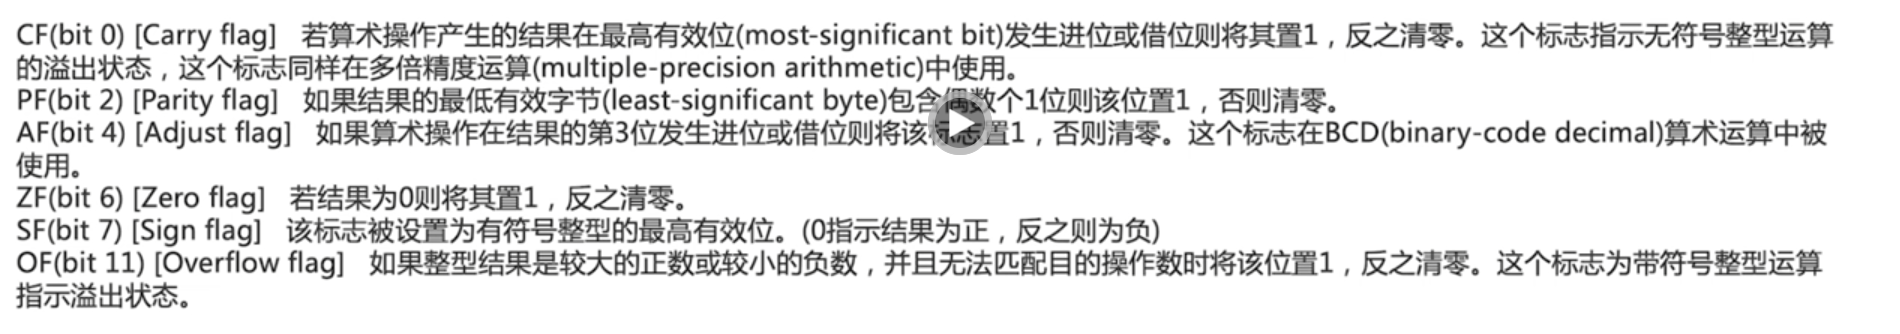 CF(bit 0) [Carry flag] 若算术操作产生的结果在最高有效位(most-significant bit)发生进位或借位则将其置1，反之清零。这个标志指示无符号整型运算
的溢出状态，这个标志同样在多倍精度运算(multiple-precision arithmetic)中使用。
PF(bit 2) [Parity flag] 如果结果的最低有效字节(least-significant byte)包含偶数个1位则该位置1，否则清零。
AF(bit 4) [Adjust flag] 如果算术操作在结果的第3位发生进位或借位则将该标志置1，否则清零。这个标志在BCD(binary-code decimal)算术运算中被
使用。
ZF(bit 6) [Zero flag] 若结果为0则将其置1，反之清零。
SF(bit 7) [Sign flag] 该标志被设置为有符号整型的最高有效位。(0指示结果为正，反之则为负)
OF(bit 11) [Overflow flag] 如果整型结果是较大的正数或较小的负数，并且无法匹配目的操作数时将该位置1，反之清零。这个标志为带符号整型运算
指示溢出状态。